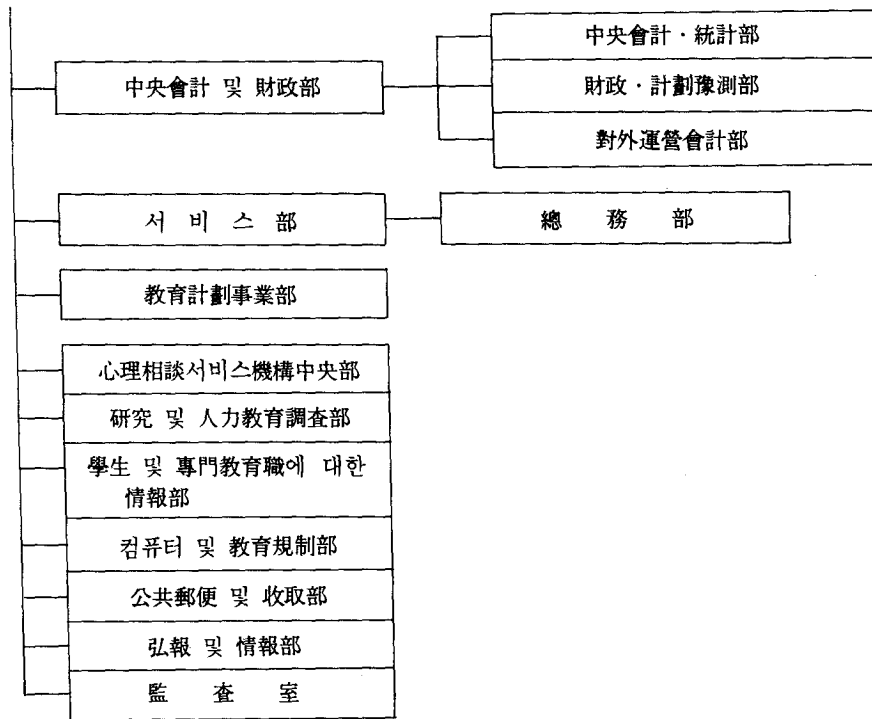 中央會計 및 財政部
中央會計·統計部
財政·計劃豫測部
對外運營會計部
서비스部
總務部
教育計劃事業部
心理相談서비스機構中央部
研究 및 人力教育調査部
學生 및 專門教育職에 대한
情報部
컴퓨터 및 教育規制部
公共郵便 및 收取部
弘報 및 情報部
監査室